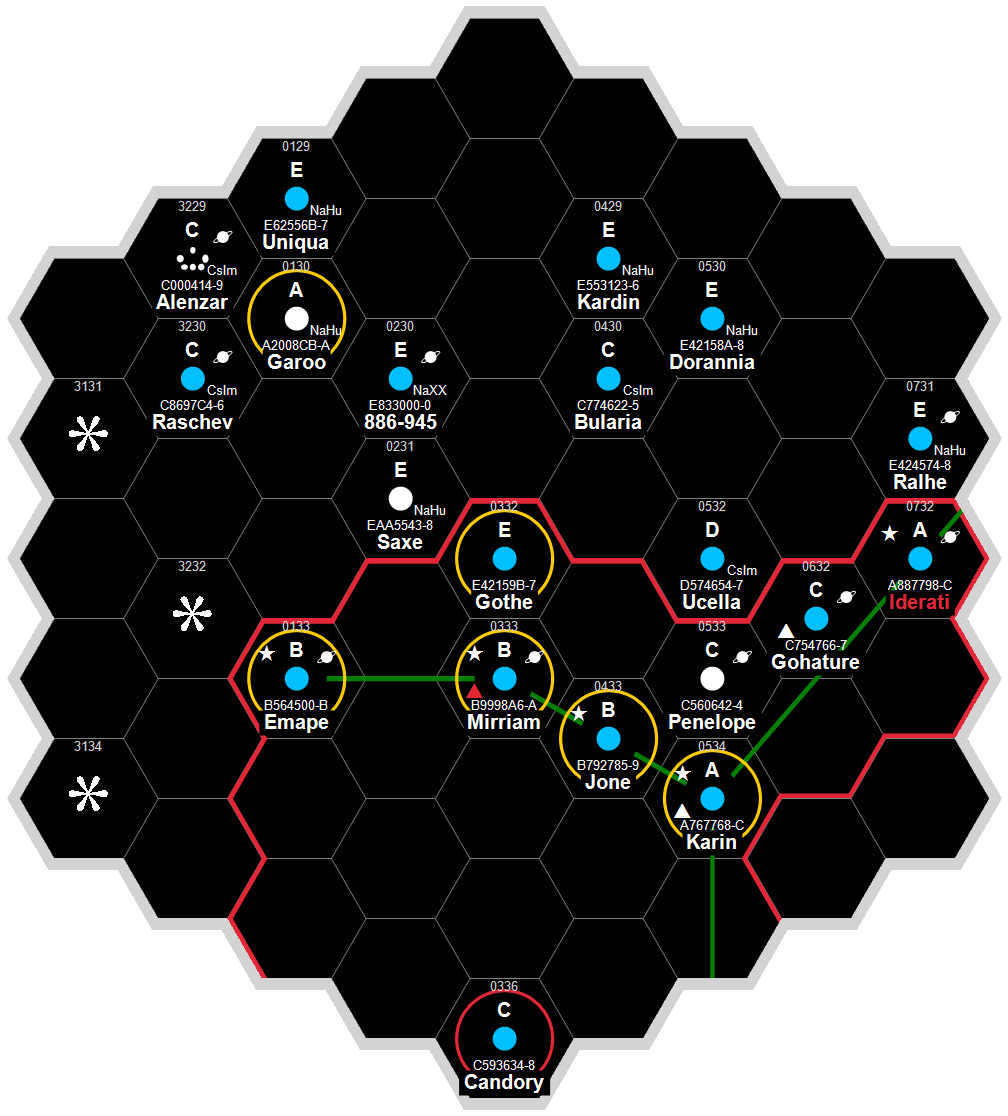 0129
E
NaHu
E62556B-7
Uniqua
3229
C
CsIm
C000414-9
Alenzar
0429
E
NaHu
E553123-6
Kardin
0130
A
NaHu
A2008CB-A
Garoo
0530
E
NaHu
E42158A-8
Dorannia
3230
C
CsIm
C8697C4-6
Raschev
0230
E
NaXX
E833000-0
886-945
0430
C
CsIm
C774622-5
Bularia
3131
0731
E
NaHu
E424574-8
Ralhe
0231
E
NaHu
EAA5543-8
Saxe
0332
E
E42159B-7
Gothe
0532
D
CsIm
D574654-7
Ucella
0732
A
A887798-C
Iderati
3232
0632
C
C754766-7
Gohature
0133
B
B564500-B
Emape
0333
B
B9998A6-A
Mirriam
0533
C
C560642-4
Penelope
0433
B
B792785-9
Jone
3134
0534
A
A767768-C
Karin
0336
C
C593634-8
Candory